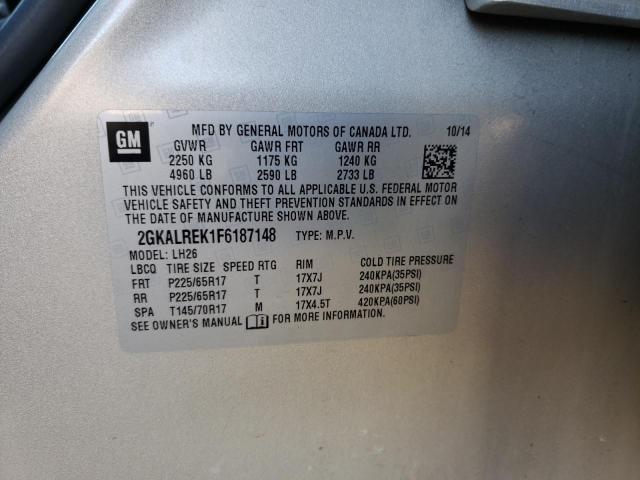 GM
MFD BY GENERAL MOTORS OF CANADA LTD. 10/14
GVWR GAWR FRT GAWR RR
2250 KG 1175 KG 1240 KG
4960 LB 2590 LB 2733 LB
THIS VEHICLE CONFORMS TO ALL APPLICABLE U.S. FEDERAL MOTOR
VEHICLE SAFETY AND THEFT PREVENTION STANDARDS IN EFFECT ON
THE DATE OF MANUFACTURE SHOWN ABOVE.
2GKALREK1F6187148 TYPE: M.P.V.
MODEL: LH26
LBCQ TIRE SIZE SPEED RTG RIM COLD TIRE PRESSURE
FRT P225/65R17 T 17X7J 240KPA(35PSI)
RR P225/65R17 T 17X7J 240KPA(35PSI)
SPA T145/70R17 M 17X4.5T 420KPA(60PSI)
SEE OWNER'S MANUAL FOR MORE INFORMATION.